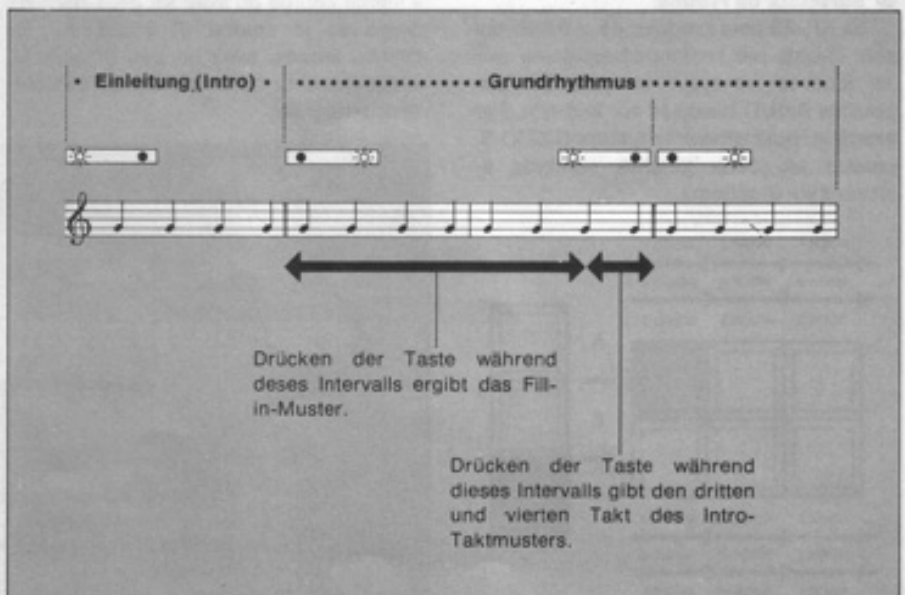 • Einleitung (Intro) •
Grundrhythmus
Drücken der Taste während
deses Intervalls ergibt das Fill-
in-Muster.
Drücken der Taste während
dieses Intervalls gibt den dritten
und vierten Takt des Intro-
Taktmusters.